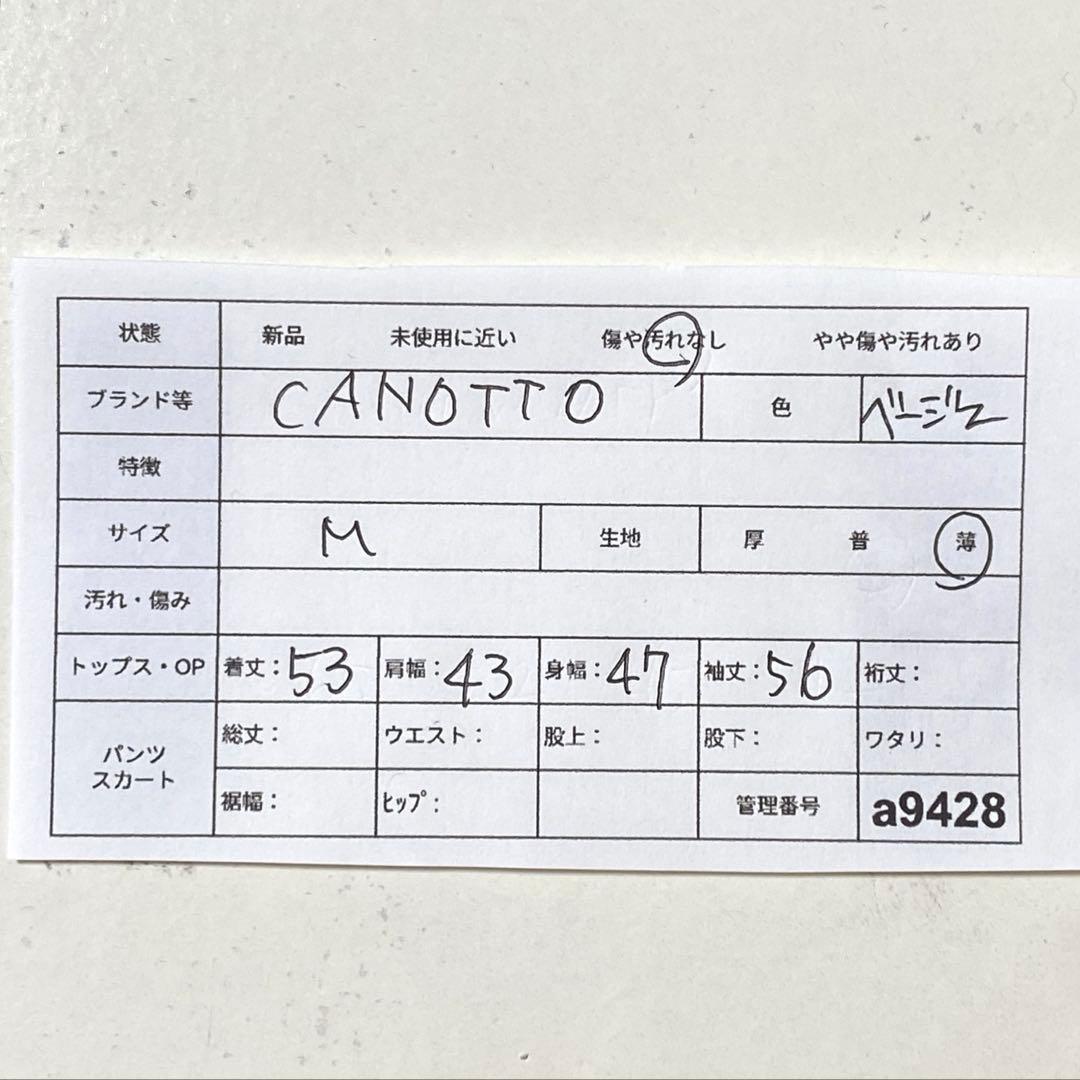 状態 新品 未使用に近い 傷や汚れなし やや傷や汚れあり
ブランド等 CANOTTO 色 ベージュ
特徴
サイズ M 生地 厚 普 薄
汚れ・傷み
トップス・OP 着丈：53 肩幅：43 身幅：47 袖丈：56 裄丈：
パンツ スカート
総丈： ウエスト： 股上： 股下： ワタリ：
裾幅： ﾋｯﾌﾟ： 管理番号 a9428